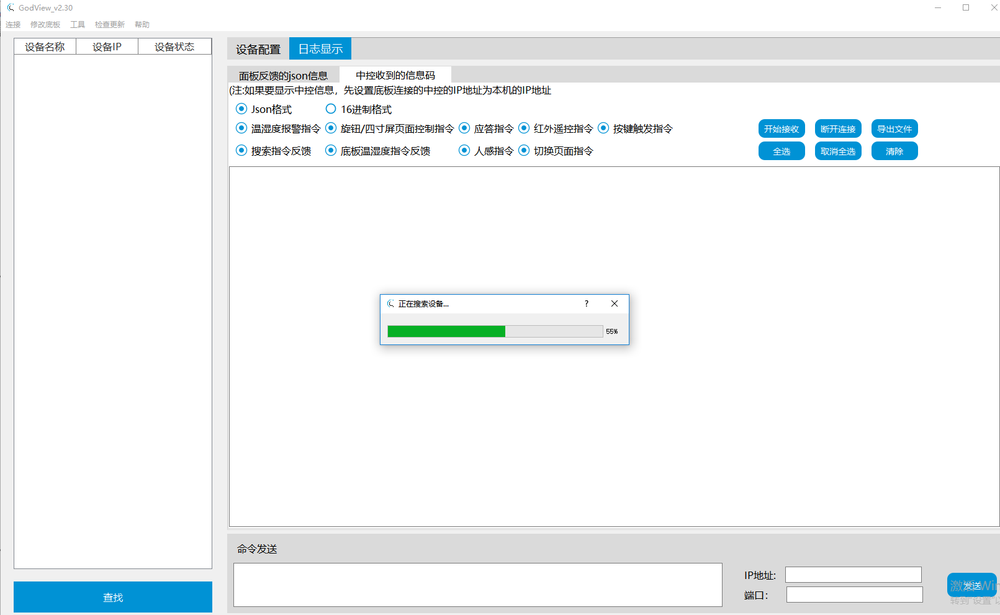 GodView_v2.30
连接 修改底板 工具 检查更新 帮助
设备名称 设备IP 设备状态
设备配置 日志显示
面板反馈的json信息 中控收到的信息码
(注:如果要显示中控信息，先设置底板连接的中控的IP地址为本机的IP地址
Json格式 16进制格式
温湿度报警指令 旋钮/四寸屏页面控制指令 应答指令 红外遥控指令 按键触发指令 开始接收 断开连接 导出文件
搜索指令反馈 底板温湿度指令反馈 人感指令 切换页面指令 全选 取消全选 清除
正在搜索设备... ?
55%
命令发送
IP地址:
端口：
发送
激活 Win
转到"设置"以
查找